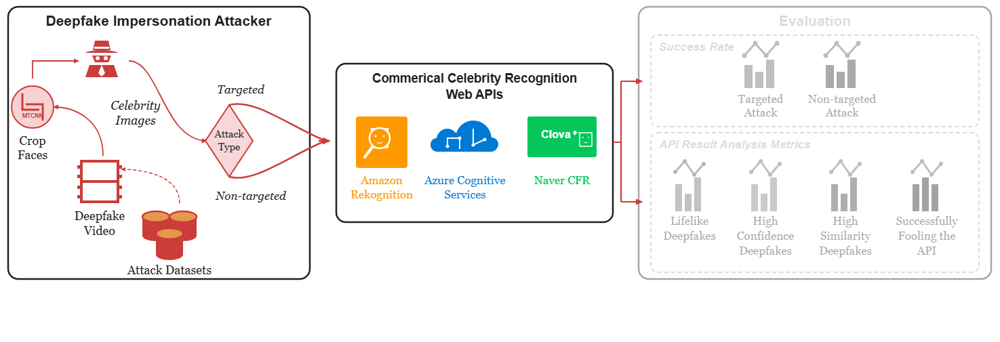 Deepfake Impersonation Attacker
MTCNN
Crop
Faces
Celebrity
Images
Targeted
Attack
Type
Non-targeted
Deepfake
Video
Attack Datasets
Commerical Celebrity Recognition
Web APIs
Clova
Amazon
Rekognition
Azure Cognitive
Services
Naver CFR
Evaluation
Success Rate
Targeted
Attack
Non-targeted
Attack
API Result Analysis Metrics
Lifelike
Deepfakes
High
Confidence
Deepfakes
High
Similarity
Deepfakes
Successfully
Fooling the
API